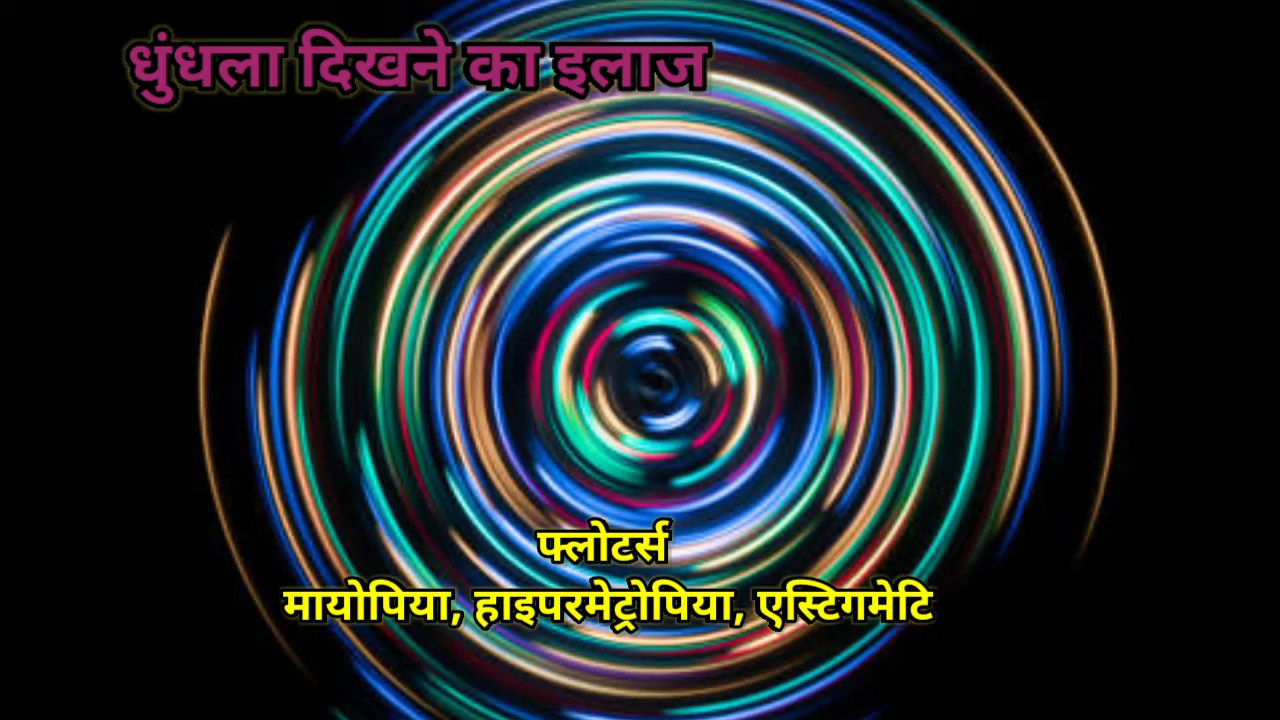 धुंधला दिखने का इलाज
फ्लोटर्स
मायोपिया, हाइपरमेट्रोपिया, एस्टिगमेटि